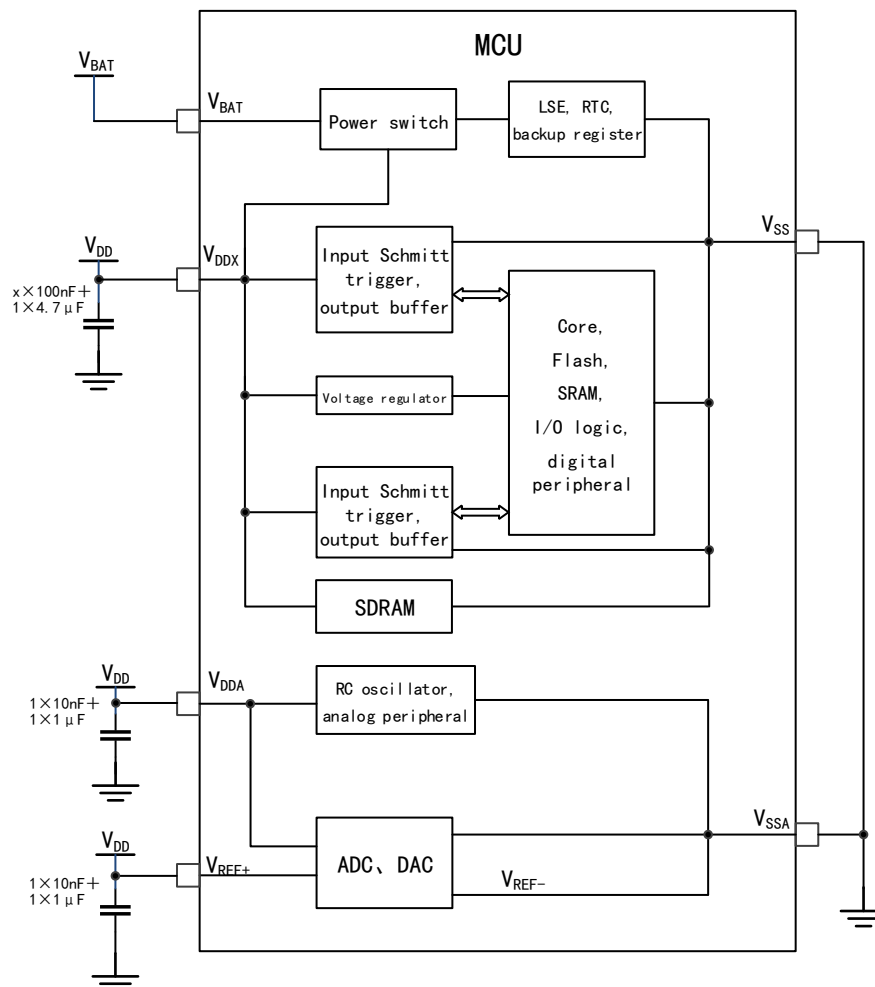 MCU
VBAT
VBAT
Power switch
LSE, RTC,
backup register
VDD
VDDX
x×100nF+
1×4.7μF
Input Schmitt
trigger,
output buffer
VSS
Core,
Flash,
SRAM,
I/O logic,
digital
peripheral
Voltage regulator
Input Schmitt
trigger,
output buffer
SDRAM
VDD
VDDA
1×10nF+
1×1μF
RC oscillator,
analog peripheral
VDD
VREF+
1×10nF+
1×1μF
ADC、DAC
VREF-
VSSA